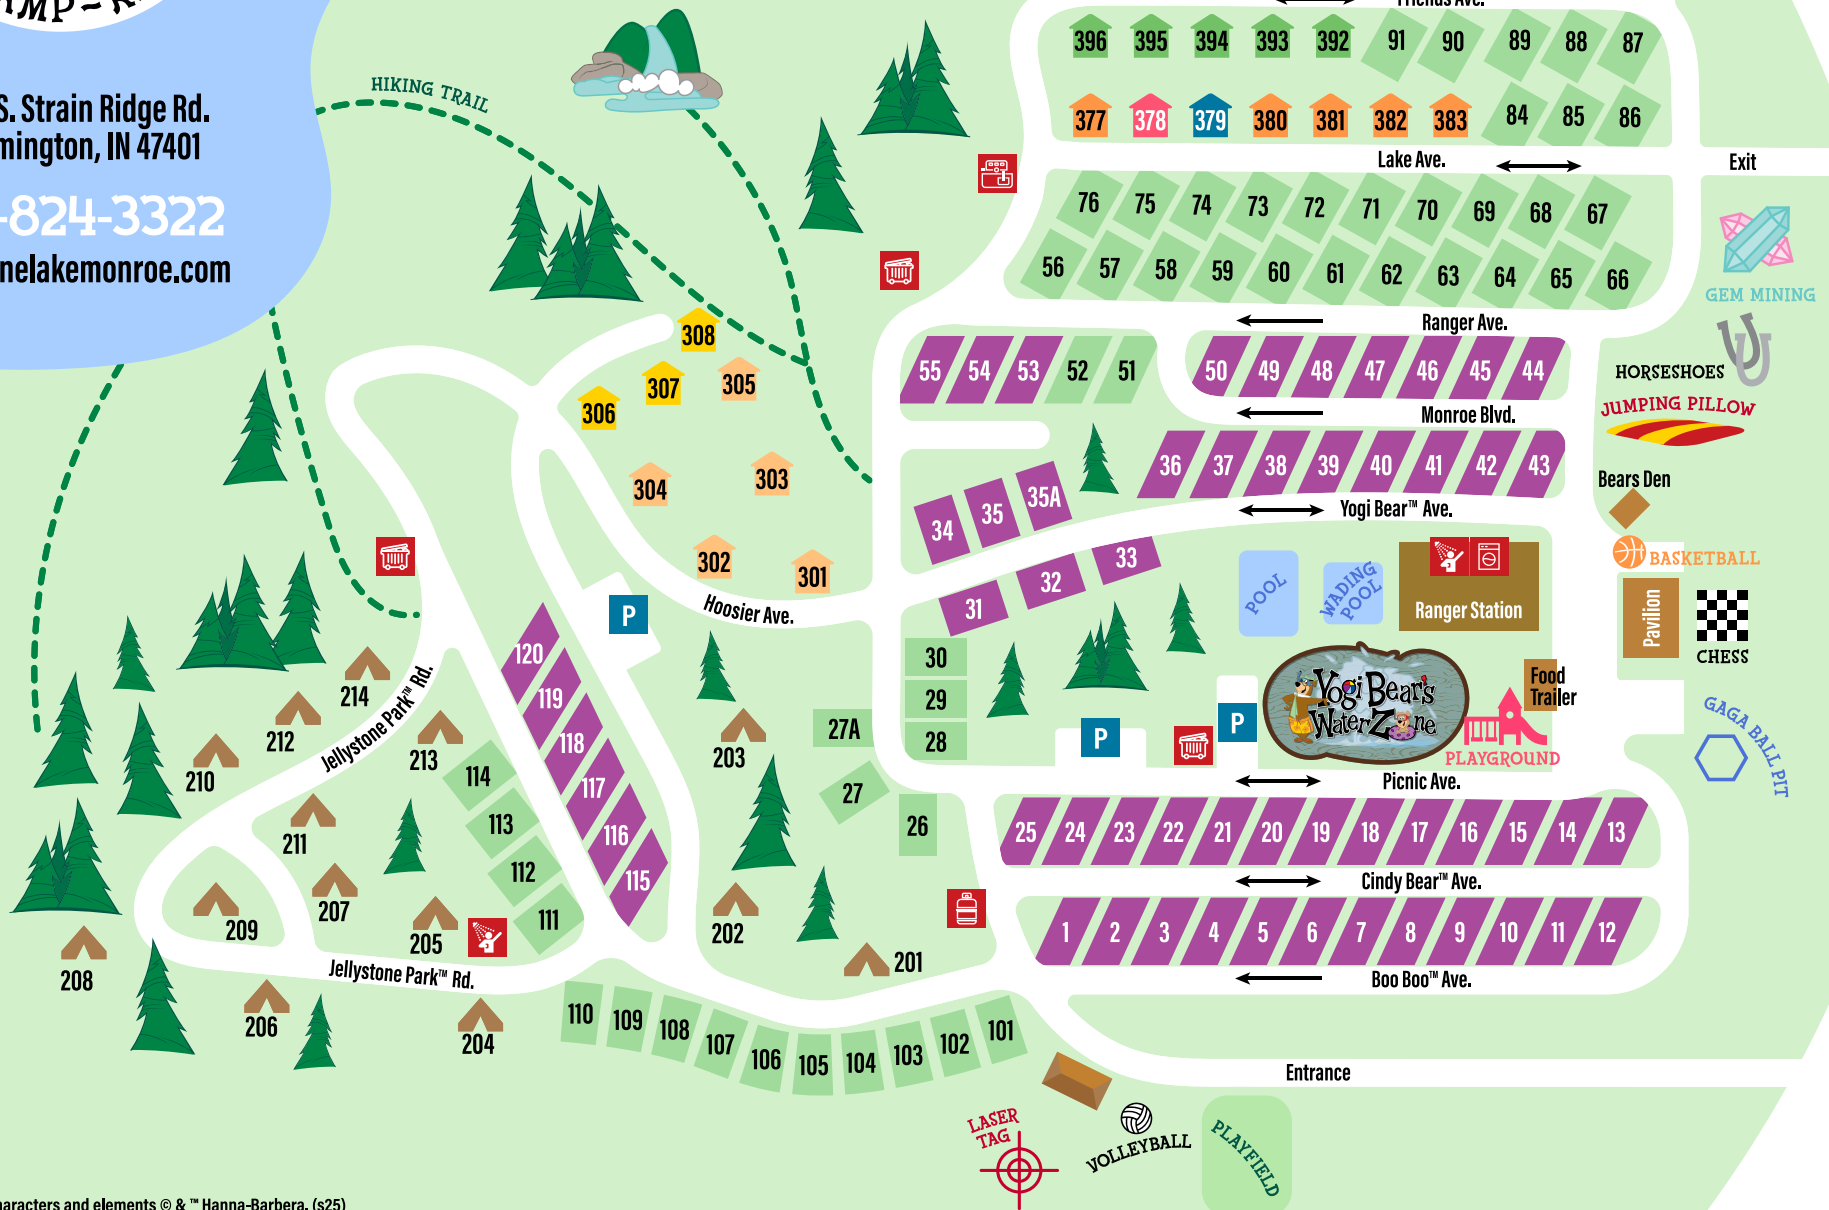 AMP-R
S. Strain Ridge Rd.
mington, IN 47401
-824-3322
nelakemonroe.com
HIKING TRAIL
Friends Ave.
396 395 394 393 392 91 90 89 88 87
377 378 379 380 381 382 383 84 85 86
Lake Ave.
Exit
76 75 74 73 72 71 70 69 68 67
56 57 58 59 60 61 62 63 64 65 66
GEM MINING
Ranger Ave.
308
307
305
306
55 54 53 52 51
50 49 48 47 46 45 44
HORSESHOES
JUMPING PILLOW
Monroe Blvd.
304
303
36 37 38 39 40 41 42 43
Bears Den
34 35 35A
Yogi Bear™ Ave.
BASKETBALL
302
301
Hoosier Ave.
31 32 33
POOL
WADING
POOL
Ranger Station
Pavilion
CHESS
P
120
119
118
117
116
115
30
29
28
27A
27
26
Yogi Bear's
WaterZone
Food
Trailer
PLAYGROUND
GAGA BALL PIT
P
P
Picnic Ave.
214
212
210
213
211
207
209
205
208
206
204
203
202
201
Jellystone Park™ Rd.
114
113
112
111
Jellystone Park™ Rd.
25 24 23 22 21 20 19 18 17 16 15 14 13
Cindy Bear™ Ave.
1 2 3 4 5 6 7 8 9 10 11 12
Boo Boo™ Ave.
110 109 108 107 106 105 104 103 102 101
Entrance
LASER
TAG
VOLLEYBALL
PLAYFIELD
haracters and elements © & ™ Hanna-Barbera. (s25)